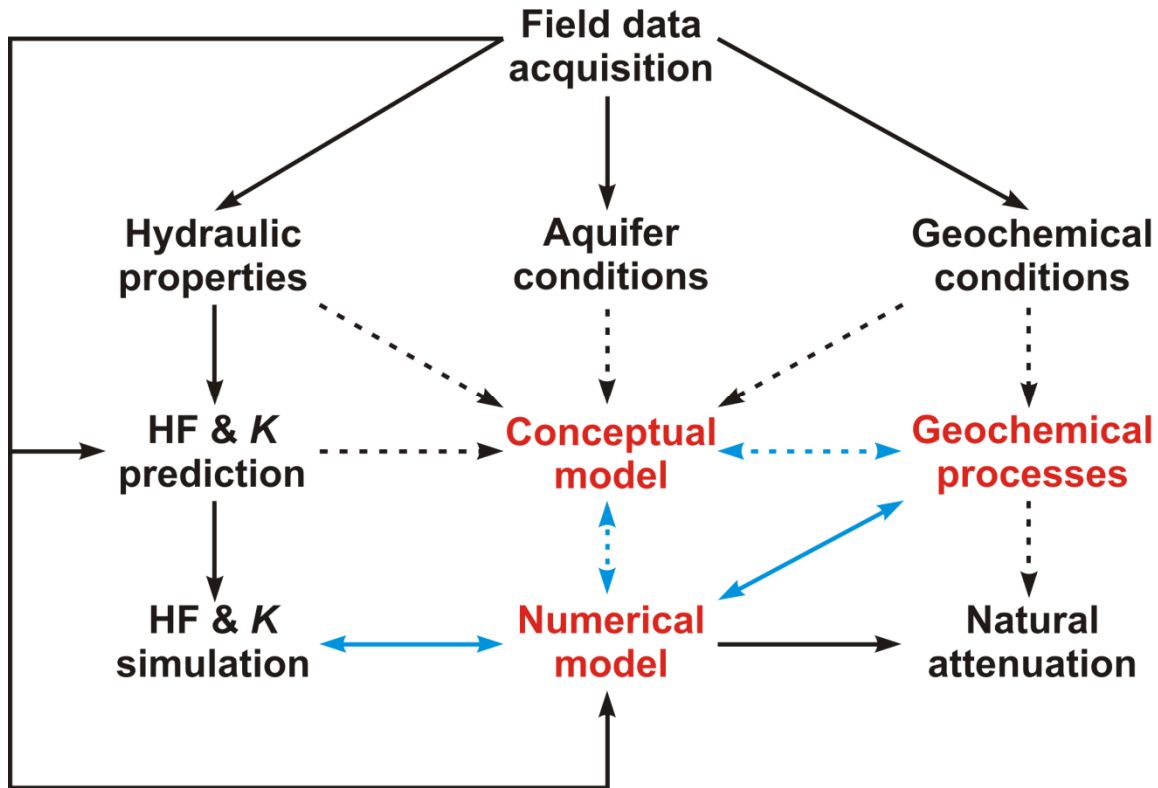 Field data
acquisition
Hydraulic
properties
Aquifer
conditions
Geochemical
conditions
HF & K
prediction
Conceptual
model
Geochemical
processes
HF & K
simulation
Numerical
model
Natural
attenuation